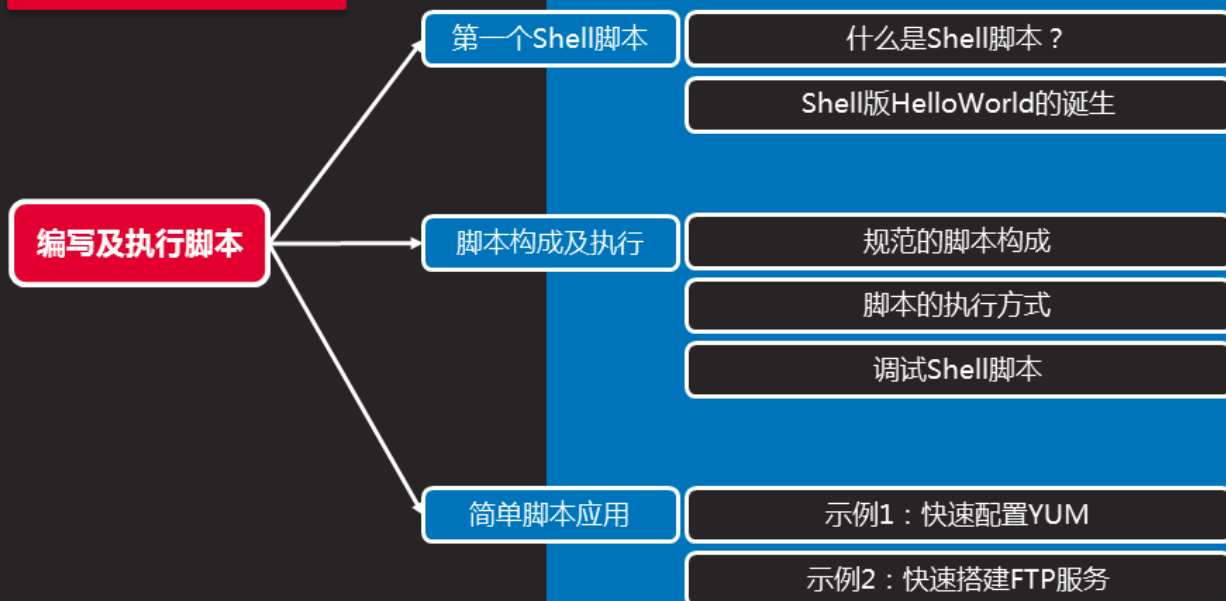 第一个Shell脚本
什么是Shell脚本？
Shell版HelloWorld的诞生
编写及执行脚本
脚本构成及执行
规范的脚本构成
脚本的执行方式
调试Shell脚本
简单脚本应用
示例1：快速配置YUM
示例2：快速搭建FTP服务